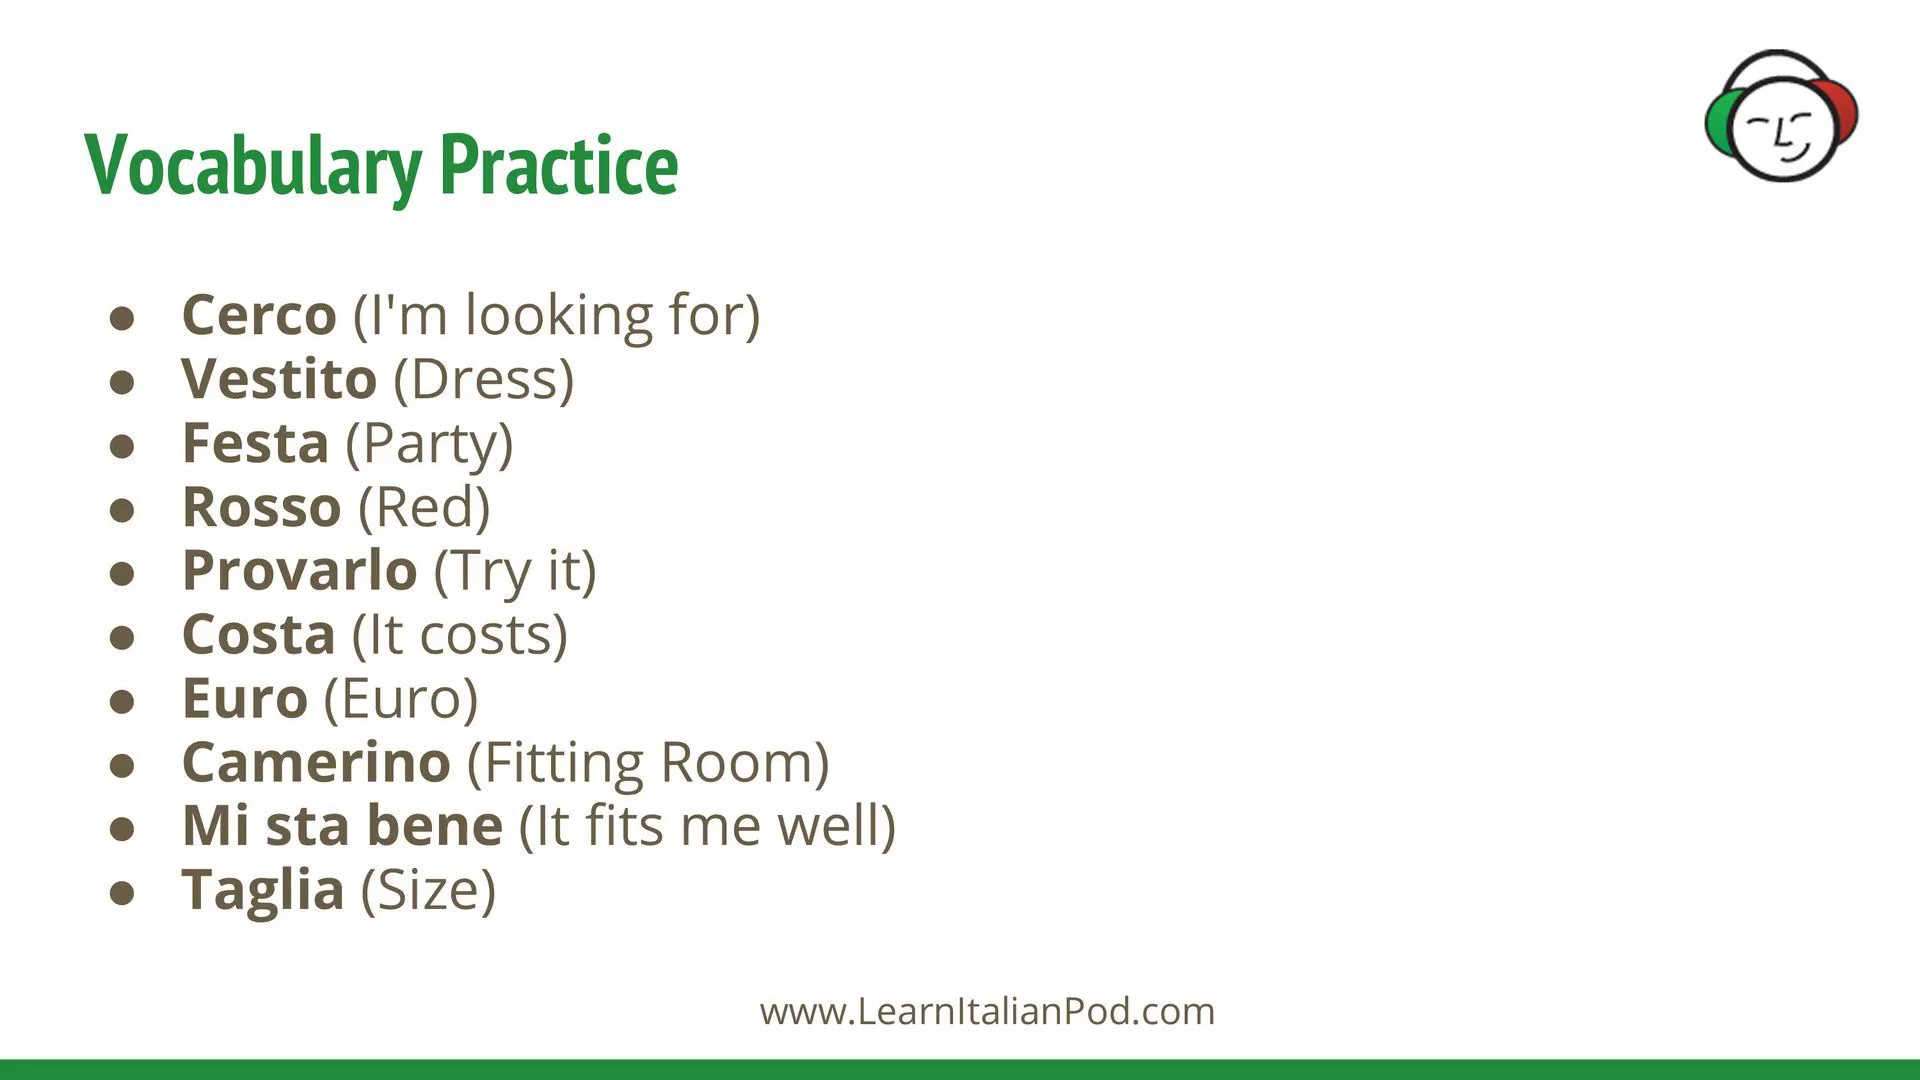 Vocabulary Practice
● Cerco (I'm looking for)
● Vestito (Dress)
● Festa (Party)
● Rosso (Red)
● Provarlo (Try it)
● Costa (It costs)
● Euro (Euro)
● Camerino (Fitting Room)
● Mi sta bene (It fits me well)
● Taglia (Size)
www.LearnItalianPod.com